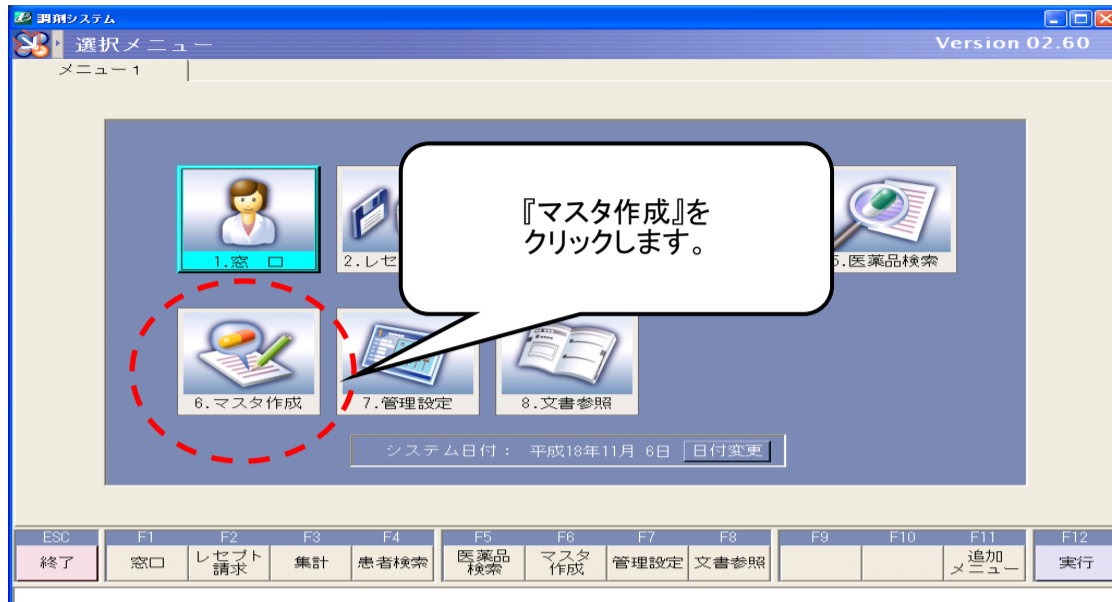 調剤システム
選択メニュー
Version 02.60
メニュー1
『マスタ作成』を
クリックします。
1.窓　口
2.レセ
5.医薬品検索
6.マスタ作成
7.管理設定
8.文書参照
システム日付： 平成18年11月 6日 日付変更
ESC F1 F2 F3 F4 F5 F6 F7 F8 F9 F10 F11 F12
終了 窓口 レセプト請求 集計 患者検索 医薬品検索 マスタ作成 管理設定 文書参照 追加メニュー 実行